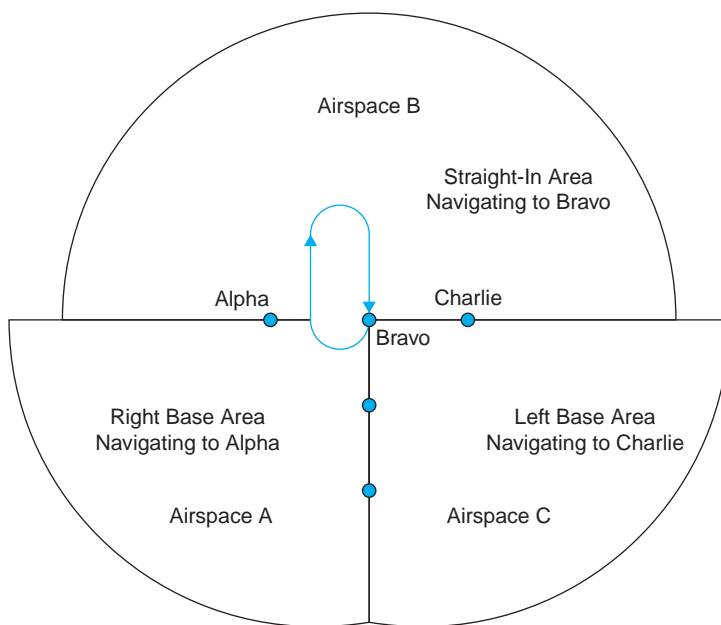 Airspace B
Straight-In Area
Navigating to Bravo
Alpha
Charlie
Bravo
Right Base Area
Navigating to Alpha
Left Base Area
Navigating to Charlie
Airspace A
Airspace C